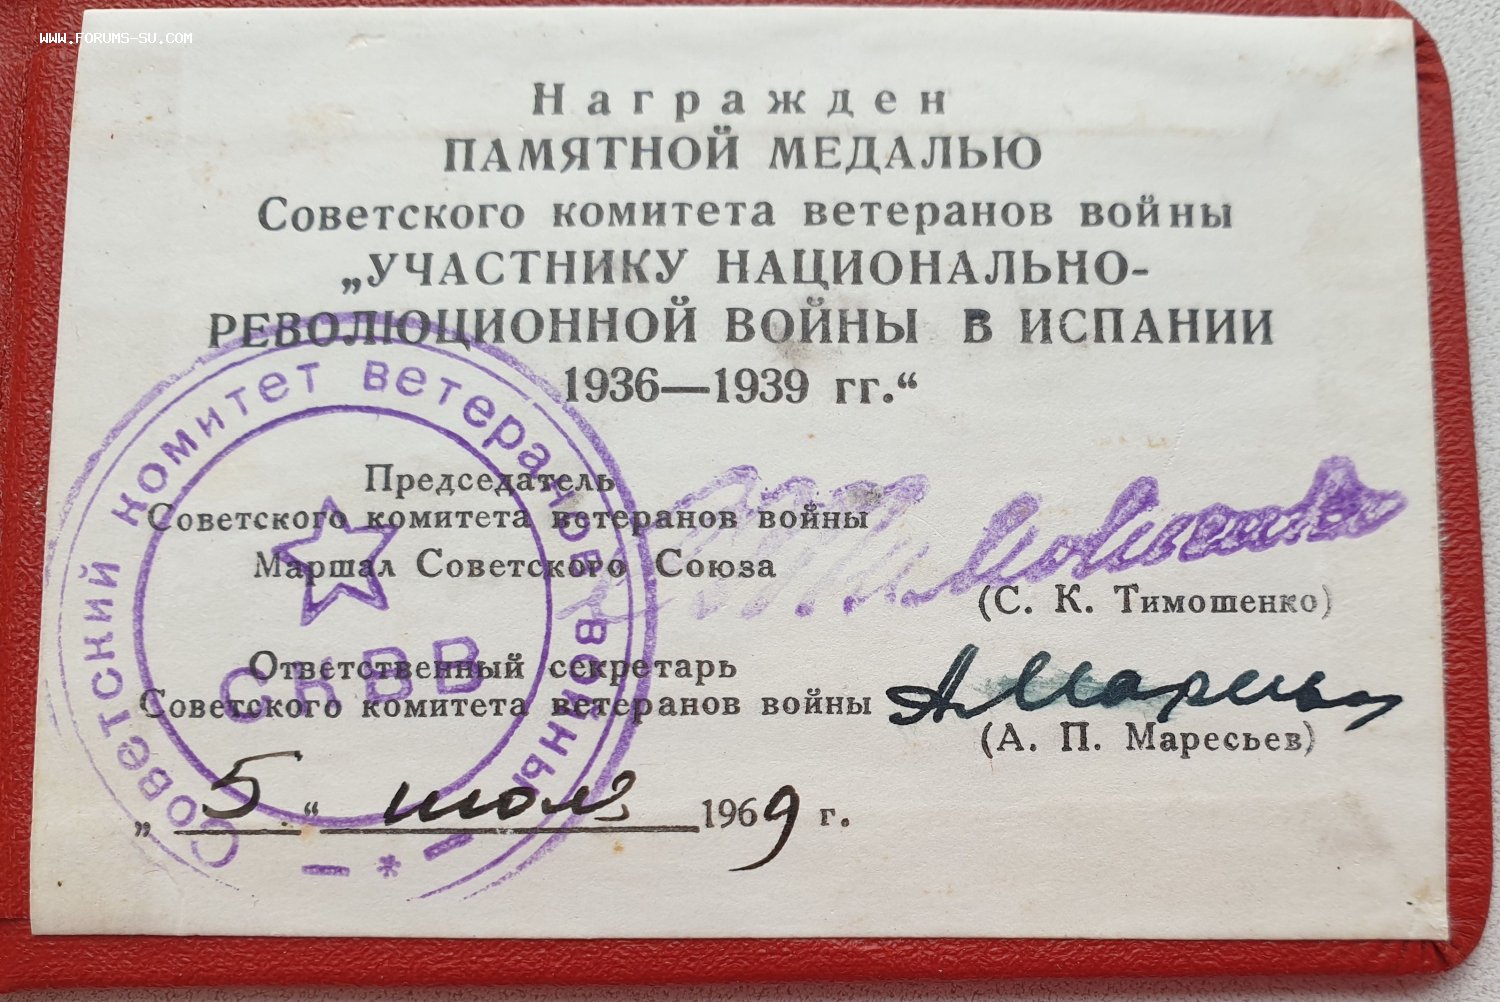 www.forums-su.com
Награжден
ПАМЯТНОЙ МЕДАЛЬЮ
Советского комитета ветеранов войны
„УЧАСТНИКУ НАЦИОНАЛЬНО-
РЕВОЛЮЦИОННОЙ ВОЙНЫ В ИСПАНИИ
1936—1939 гг.“
Председатель
Советского комитета ветеранов войны
Маршал Советского Союза
(С. К. Тимошенко)
Ответственный секретарь
Советского комитета ветеранов войны
А Маресьев
(А. П. Маресьев)
„5“ июля 1969 г.
Советский комитет ветеранов войны
СКВВ